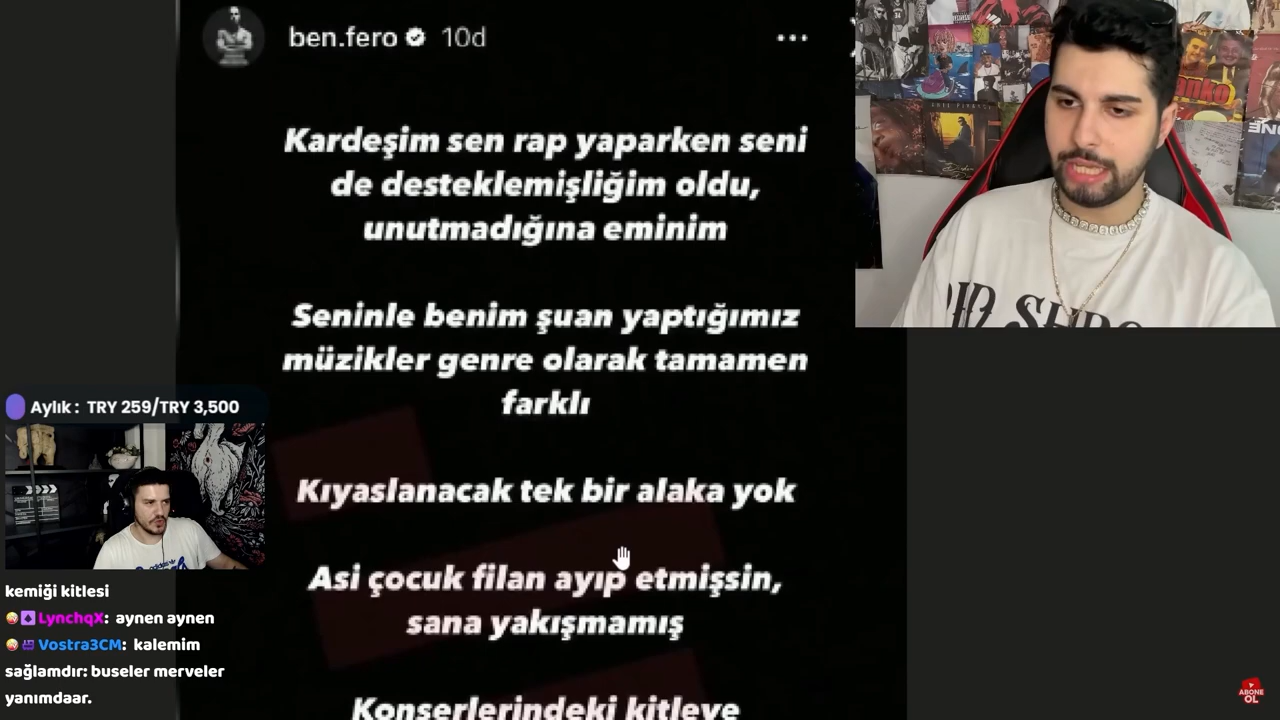 ben.fero 10d
Kardeşim sen rap yaparken seni
de desteklemişliğim oldu,
unutmadığına eminim
Seninle benim şuan yaptığımız
müzikler genre olarak tamamen
farklı
Kıyaslanacak tek bir alaka yok
Asi çocuk filan ayıp etmişsin,
sana yakışmamış
Konserlerindeki kitleye
Aylık : TRY 259/TRY 3,500
kemiği kitlesi
LynchqX: aynen aynen
Vostra3CM: kalemim
sağlamdır: buseler merveler
yanımdaar.
ABONE
OL